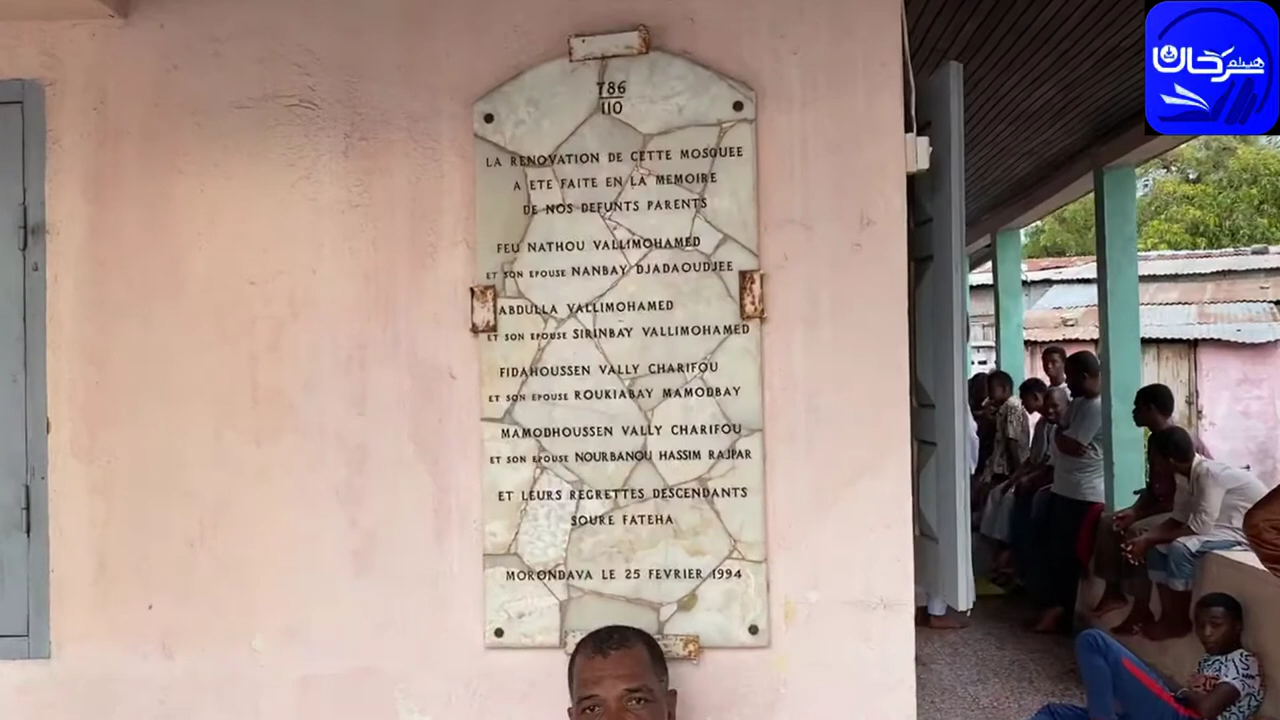 786
110
LA RENOVATION DE CETTE MOSQUEE
A ETE FAITE EN LA MEMOIRE
DE NOS DEFUNTS PARENTS
FEU NATHOU VALLIMOHAMED
ET SON EPOUSE NANBAY DJADAOUDJEE
ABDULLA VALLIMOHAMED
ET SON EPOUSE SIRINBAY VALLIMOHAMED
FIDAHOUSSEN VALLY CHARIFOU
ET SON EPOUSE ROUKIABAY MAMODBAY
MAMODHOUSSEN VALLY CHARIFOU
ET SON EPOUSE NOURBANOU HASSIM RAJPAR
ET LEURS REGRETTES DESCENDANTS
SOURE FATEHA
MORONDAVA LE 25 FEVRIER 1994